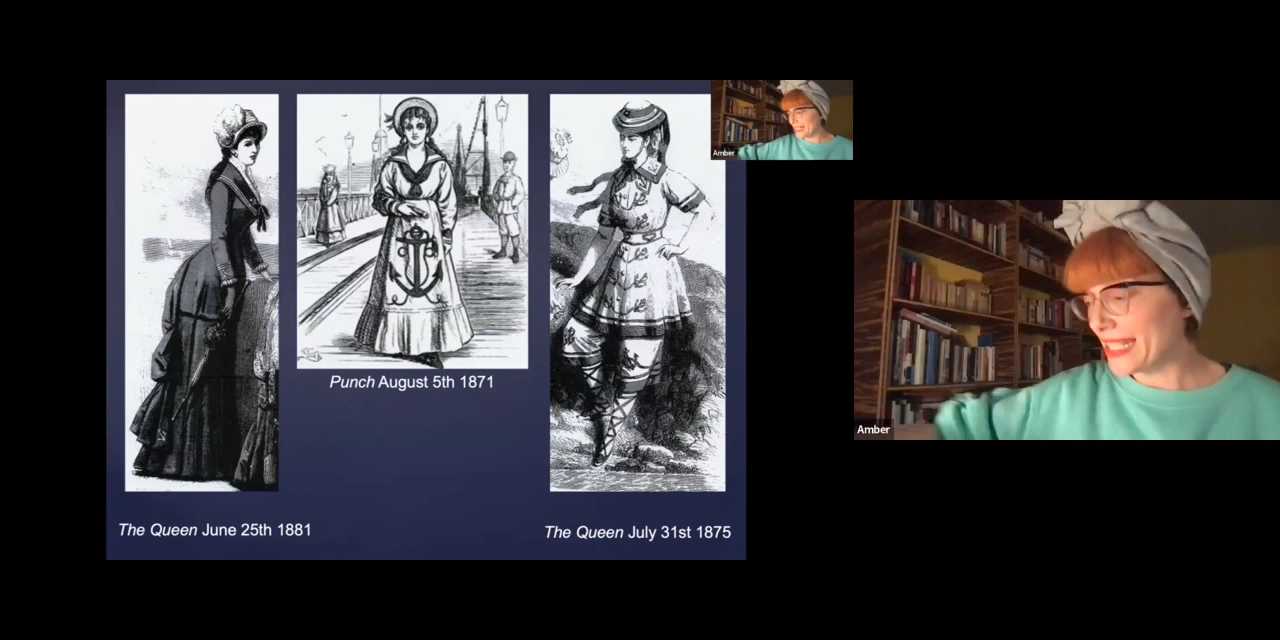 Amber
Punch August 5th 1871
Amber
The Queen June 25th 1881
The Queen July 31st 1875